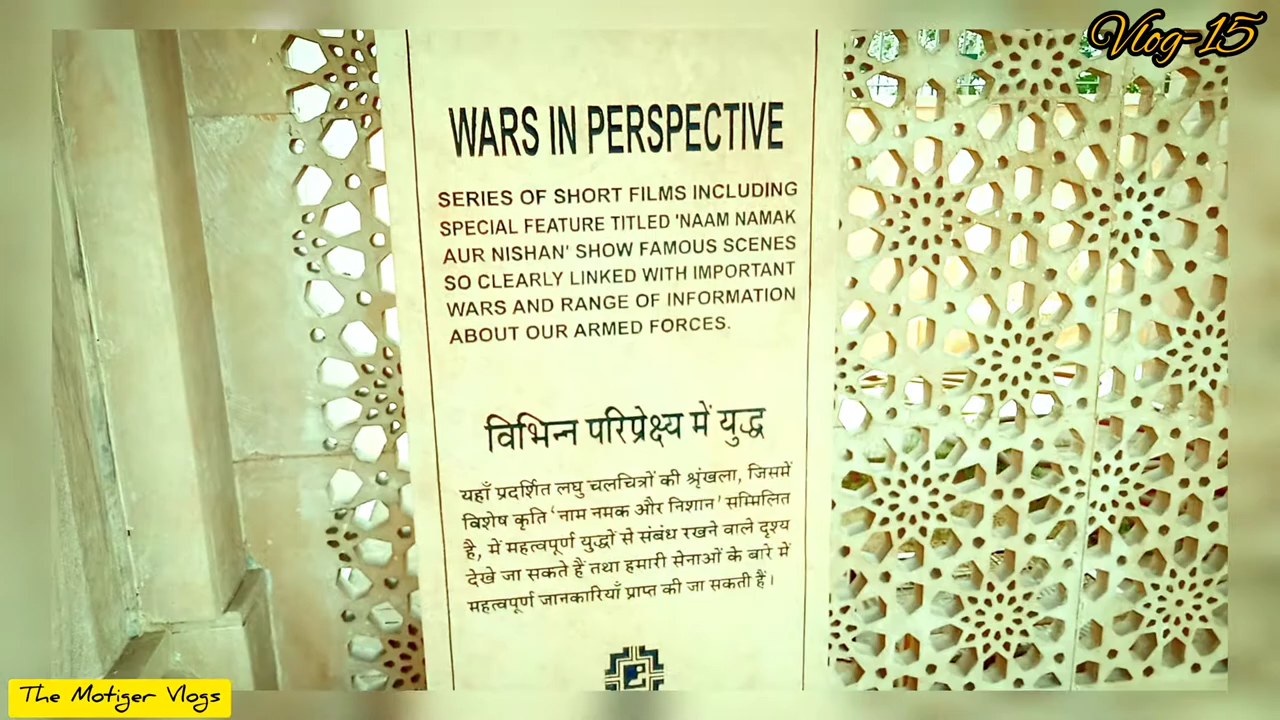 Vlog-15
WARS IN PERSPECTIVE
SERIES OF SHORT FILMS INCLUDING
SPECIAL FEATURE TITLED 'NAAM NAMAK
AUR NISHAN' SHOW FAMOUS SCENES
SO CLEARLY LINKED WITH IMPORTANT
WARS AND RANGE OF INFORMATION
ABOUT OUR ARMED FORCES.
विभिन्न परिप्रेक्ष्य में युद्ध
यहाँ प्रदर्शित लघु चलचित्रों की श्रृंखला, जिसमें
विशेष कृति 'नाम नमक और निशान' सम्मिलित
है, में महत्वपूर्ण युद्धों से संबंध रखने वाले दृश्य
देखे जा सकते हैं तथा हमारी सेनाओं के बारे में
महत्वपूर्ण जानकारियाँ प्राप्त की जा सकती हैं।
The Motiger Vlogs